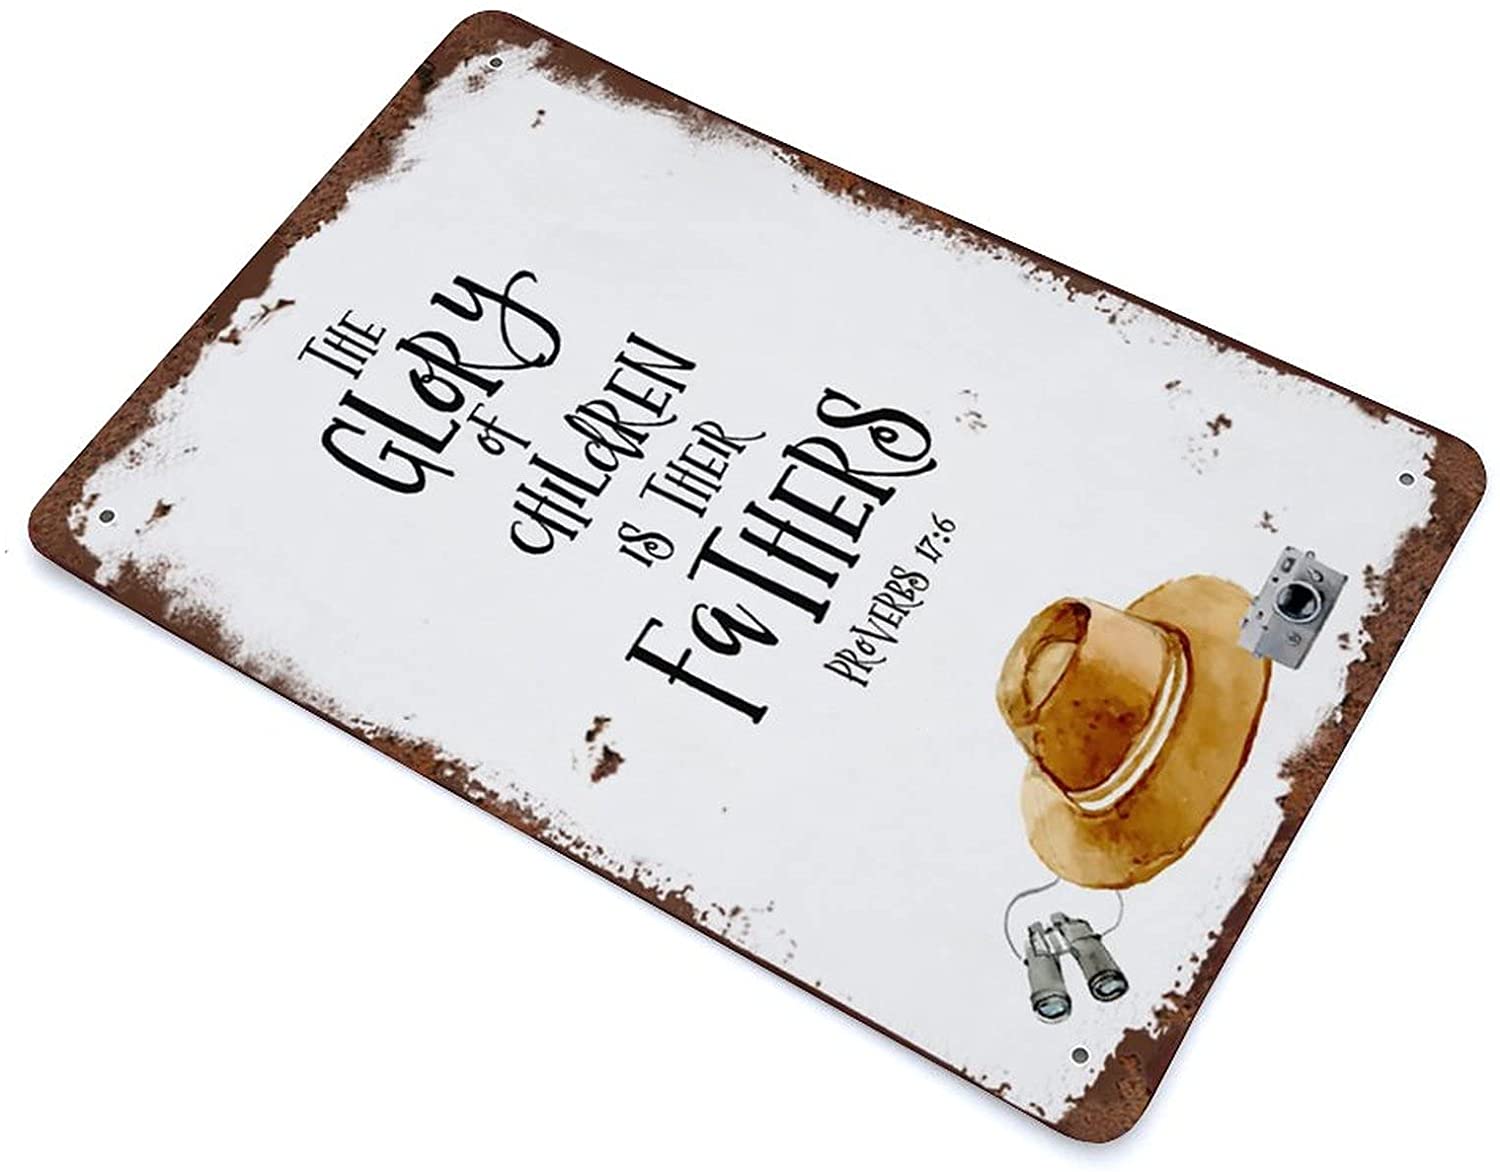 THE
GLORY
OF
CHILDREN
IS THEIR
FATHERS
PROVERBS 17:6